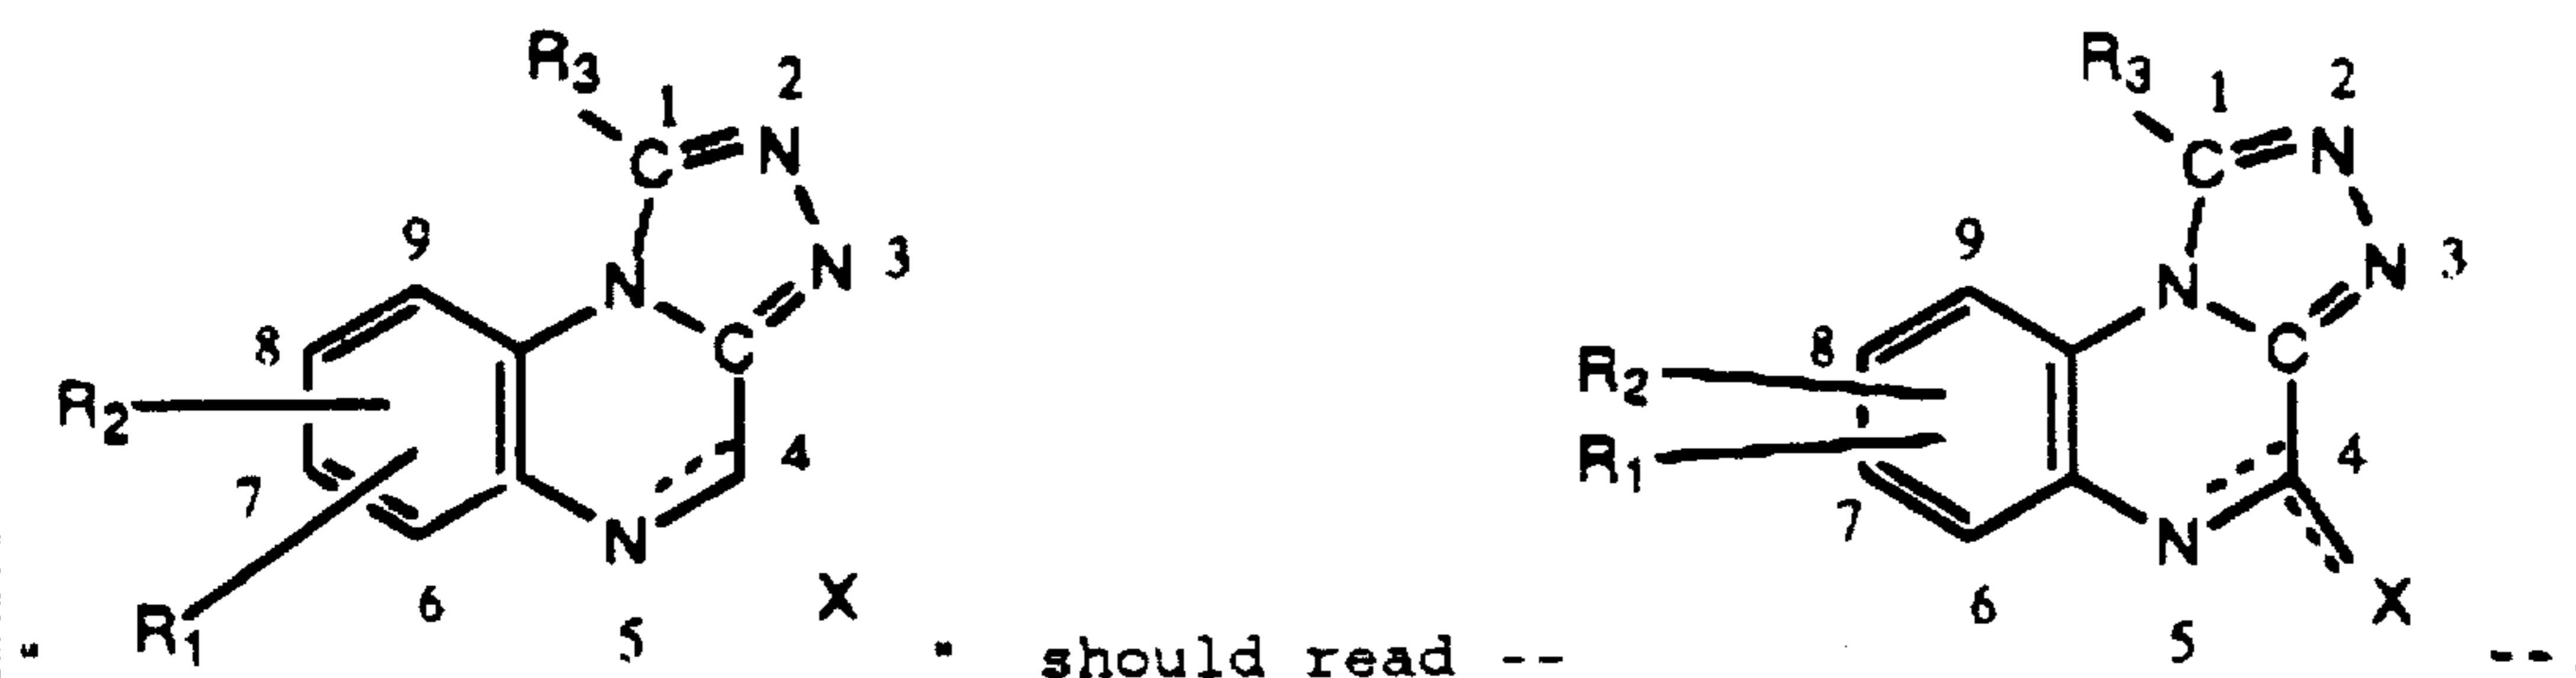 R3 1 2 R3 1 2
C N C N
9 N N 3 9 N N 3
8 C 8 C
R2 R2
7 4 R1 4
N 7 N
R1 6 5 X 6 5 X
" " should read -- --